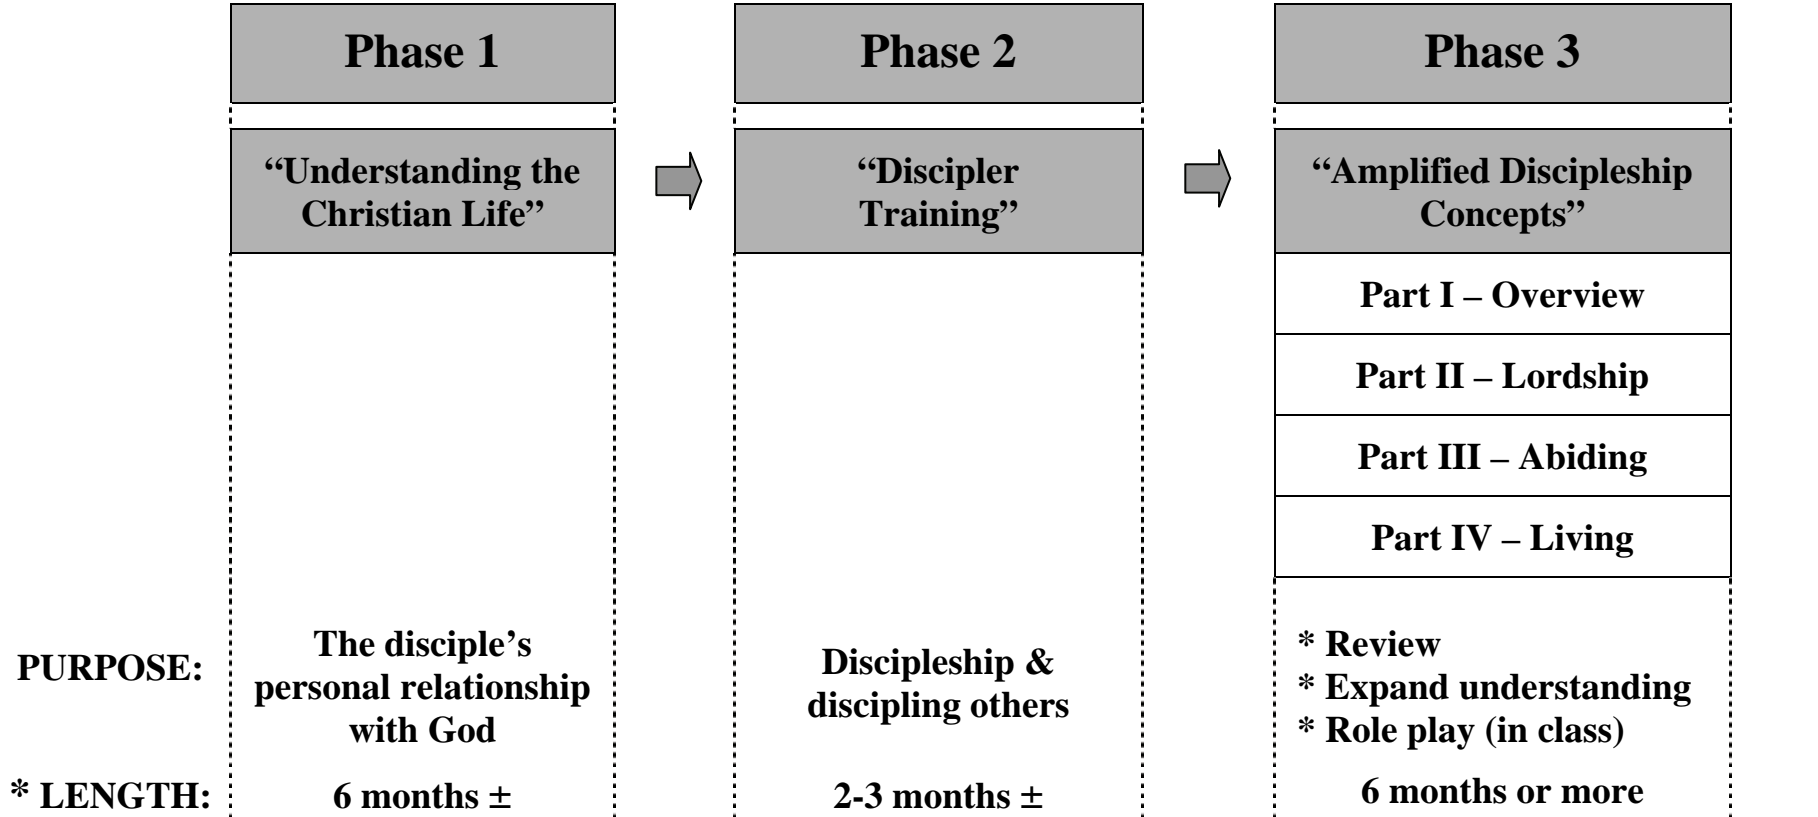 Phase 1
Phase 2
Phase 3
“Understanding the
Christian Life”
“Discipler
Training”
“Amplified Discipleship
Concepts”
Part I – Overview
Part II – Lordship
Part III – Abiding
Part IV – Living
PURPOSE:
The disciple’s
personal relationship
with God
Discipleship &
discipling others
* Review
* Expand understanding
* Role play (in class)
* LENGTH:
6 months ±
2-3 months ±
6 months or more